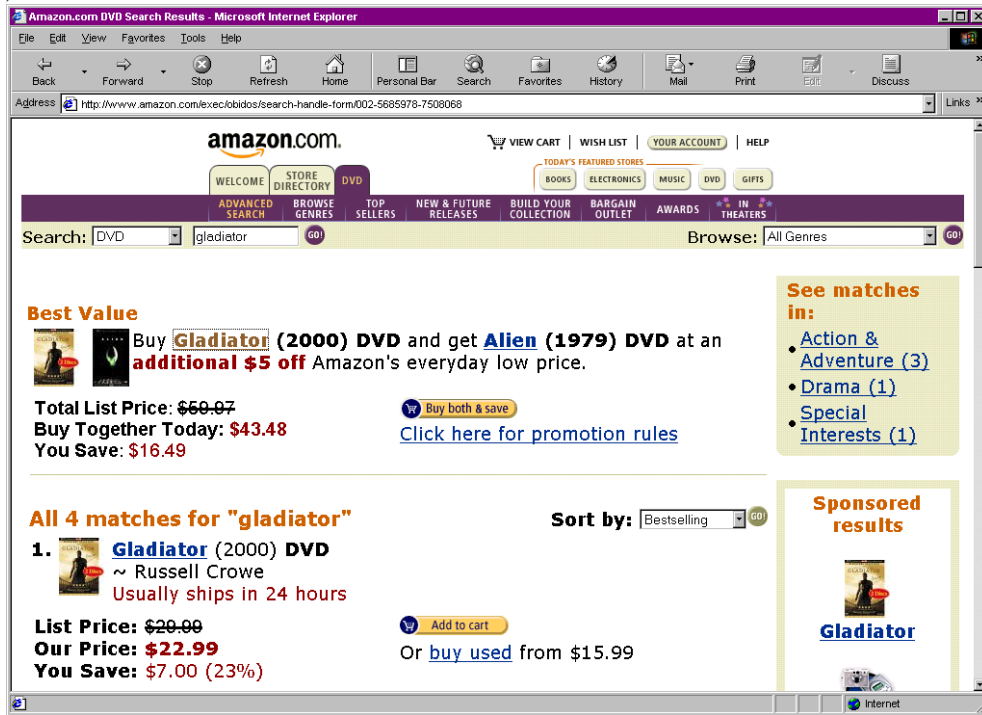 Amazon.com DVD Search Results - Microsoft Internet Explorer
File Edit View Favorites Tools Help
Back Forward Stop Refresh Home Personal Bar Search Favorites History Mail Print Edit Discuss
Address http://www.amazon.com/exec/obidos/search-handle-form/002-5685978-7508068 Links
amazon.com.
VIEW CART | WISH LIST | YOUR ACCOUNT | HELP
TODAY'S FEATURED STORES
BOOKS ELECTRONICS MUSIC DVD GIFTS
WELCOME STORE DIRECTORY DVD
ADVANCED SEARCH BROWSE GENRES TOP SELLERS NEW & FUTURE RELEASES BUILD YOUR COLLECTION BARGAIN OUTLET AWARDS IN THEATERS
Search: DVD gladiator GO! Browse: All Genres GO!
Best Value
Buy Gladiator (2000) DVD and get Alien (1979) DVD at an
additional $5 off Amazon's everyday low price.
Total List Price: $59.97
Buy Together Today: $43.48
You Save: $16.49
Buy both & save
Click here for promotion rules
See matches
in:
Action &
Adventure (3)
Drama (1)
Special
Interests (1)
All 4 matches for "gladiator"
Sort by: Bestselling GO!
1. Gladiator (2000) DVD
~ Russell Crowe
Usually ships in 24 hours
List Price: $29.99
Our Price: $22.99
You Save: $7.00 (23%)
Add to cart
Or buy used from $15.99
Sponsored
results
Gladiator
Internet